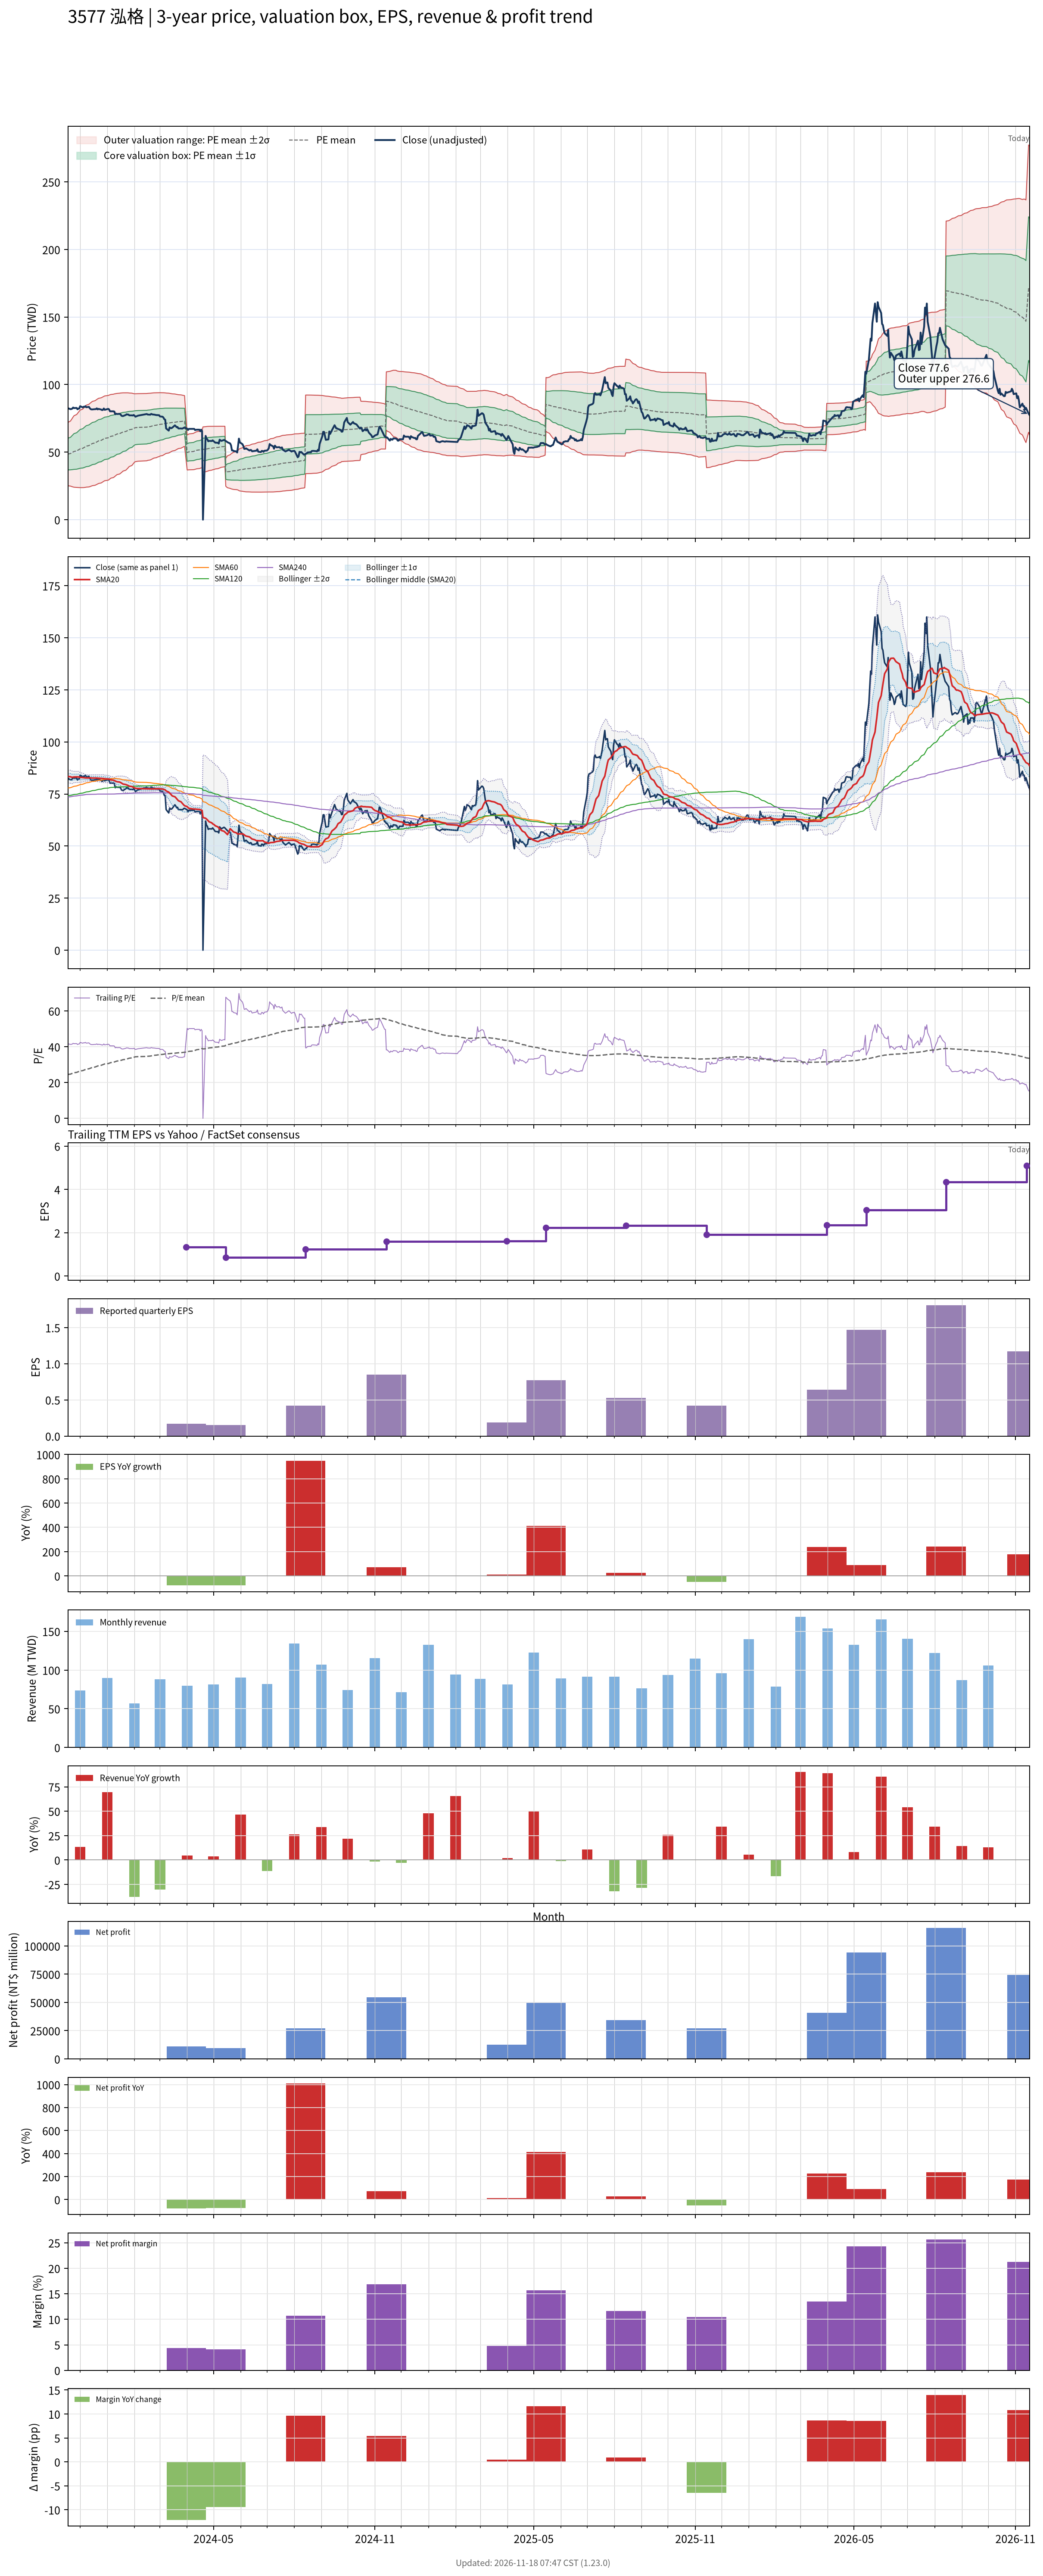 3577 泓格 | 3-year price, valuation box, EPS, revenue & profit trend
Outer valuation range: PE mean ±2σ
Core valuation box: PE mean ±1σ
PE mean
Close (unadjusted)
Today
Price (TWD)
250
200
150
100
50
0
Close 77.6
Outer upper 276.6
Close (same as panel 1)
SMA20
SMA60
SMA120
SMA240
Bollinger ±2σ
Bollinger ±1σ
Bollinger middle (SMA20)
Price
175
150
125
100
75
50
25
0
Trailing P/E
P/E mean
P/E
60
40
20
0
Trailing TTM EPS vs Yahoo / FactSet consensus
Today
EPS
6
4
2
0
Reported quarterly EPS
EPS
1.5
1.0
0.5
0.0
EPS YoY growth
YoY (%)
1000
800
600
400
200
0
Monthly revenue
Revenue (M TWD)
150
100
50
0
Revenue YoY growth
YoY (%)
75
50
25
0
-25
Month
Net profit
Net profit (NT$ million)
100000
75000
50000
25000
0
Net profit YoY
YoY (%)
1000
800
600
400
200
0
Net profit margin
Margin (%)
25
20
15
10
5
0
Margin YoY change
Δ margin (pp)
15
10
5
0
-5
-10
2024-05
2024-11
2025-05
2025-11
2026-05
2026-11
Updated: 2026-11-18 07:47 CST (1.23.0)